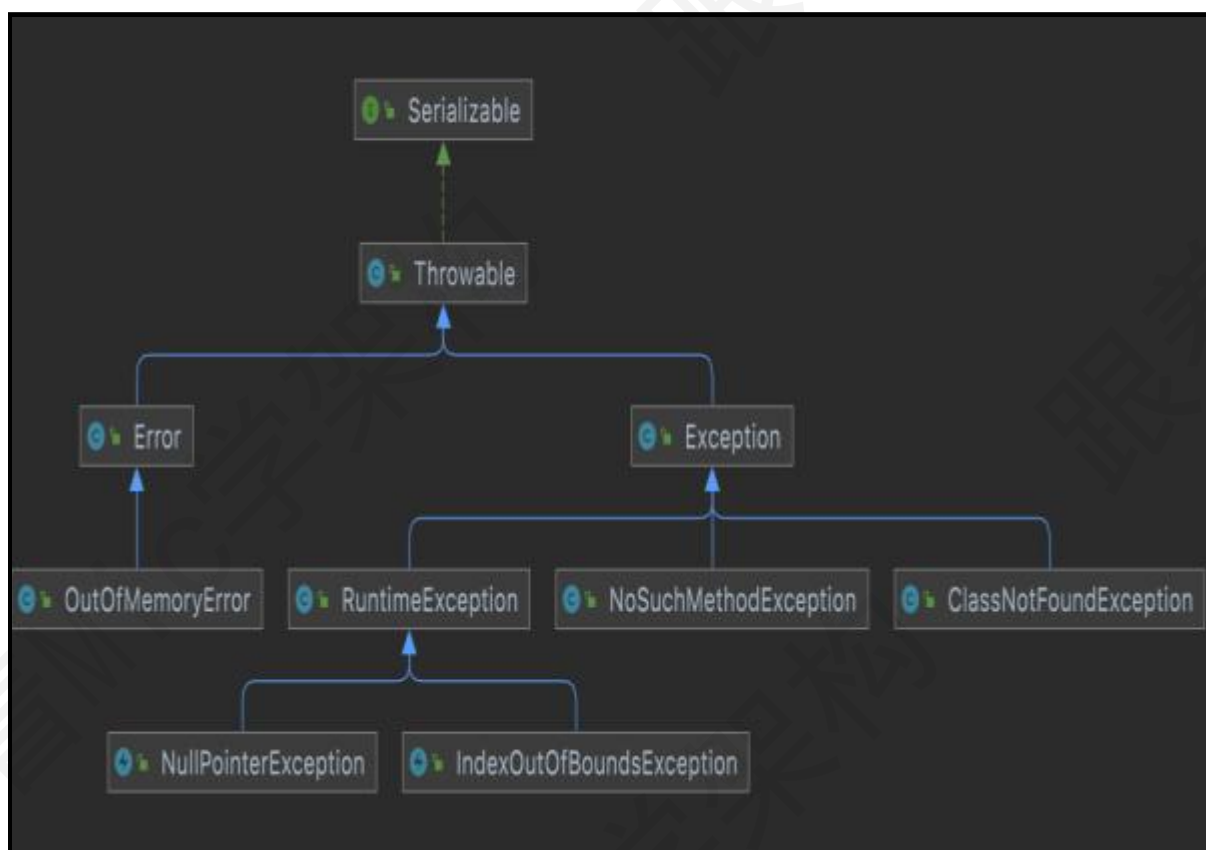 Serializable
Throwable
Error
Exception
OutOfMemoryError
RuntimeException
NoSuchMethodException
ClassNotFoundException
NullPointerException
IndexOutOfBoundsException